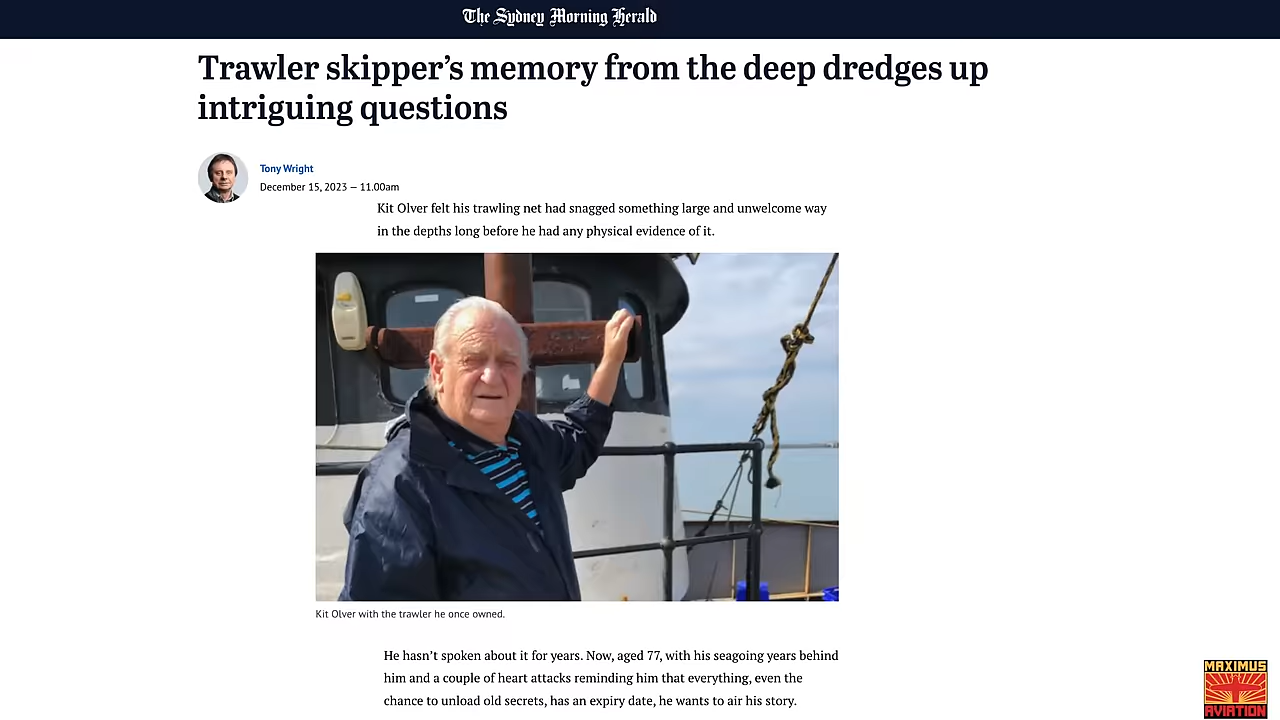 The Sydney Morning Herald
Trawler skipper’s memory from the deep dredges up
intriguing questions
Tony Wright
December 15, 2023 — 11.00am
Kit Olver felt his trawling net had snagged something large and unwelcome way
in the depths long before he had any physical evidence of it.
Kit Olver with the trawler he once owned.
He hasn’t spoken about it for years. Now, aged 77, with his seagoing years behind
him and a couple of heart attacks reminding him that everything, even the
chance to unload old secrets, has an expiry date, he wants to air his story.
MAXIMUS
AVIATION